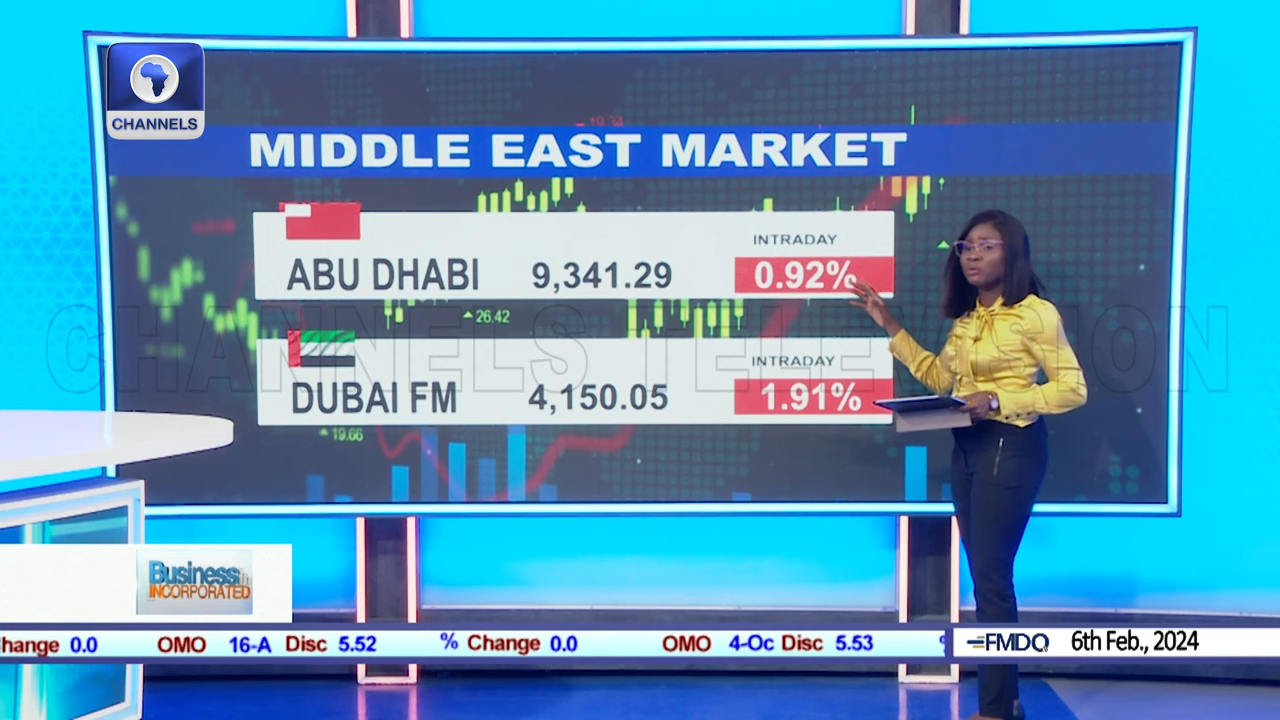 CHANNELS
19.34
MIDDLE EAST MARKET
INTRADAY
ABU DHABI 9,341.29 0.92%
26.42
CHANNELS TELEVISION
INTRADAY
DUBAI FM 4,150.05 1.91%
19.66
Business
INCORPORATED
hange 0.0 OMO 16-A Disc 5.52 % Change 0.0 OMO 4-Oc Disc 5.53
FMDQ 6th Feb., 2024